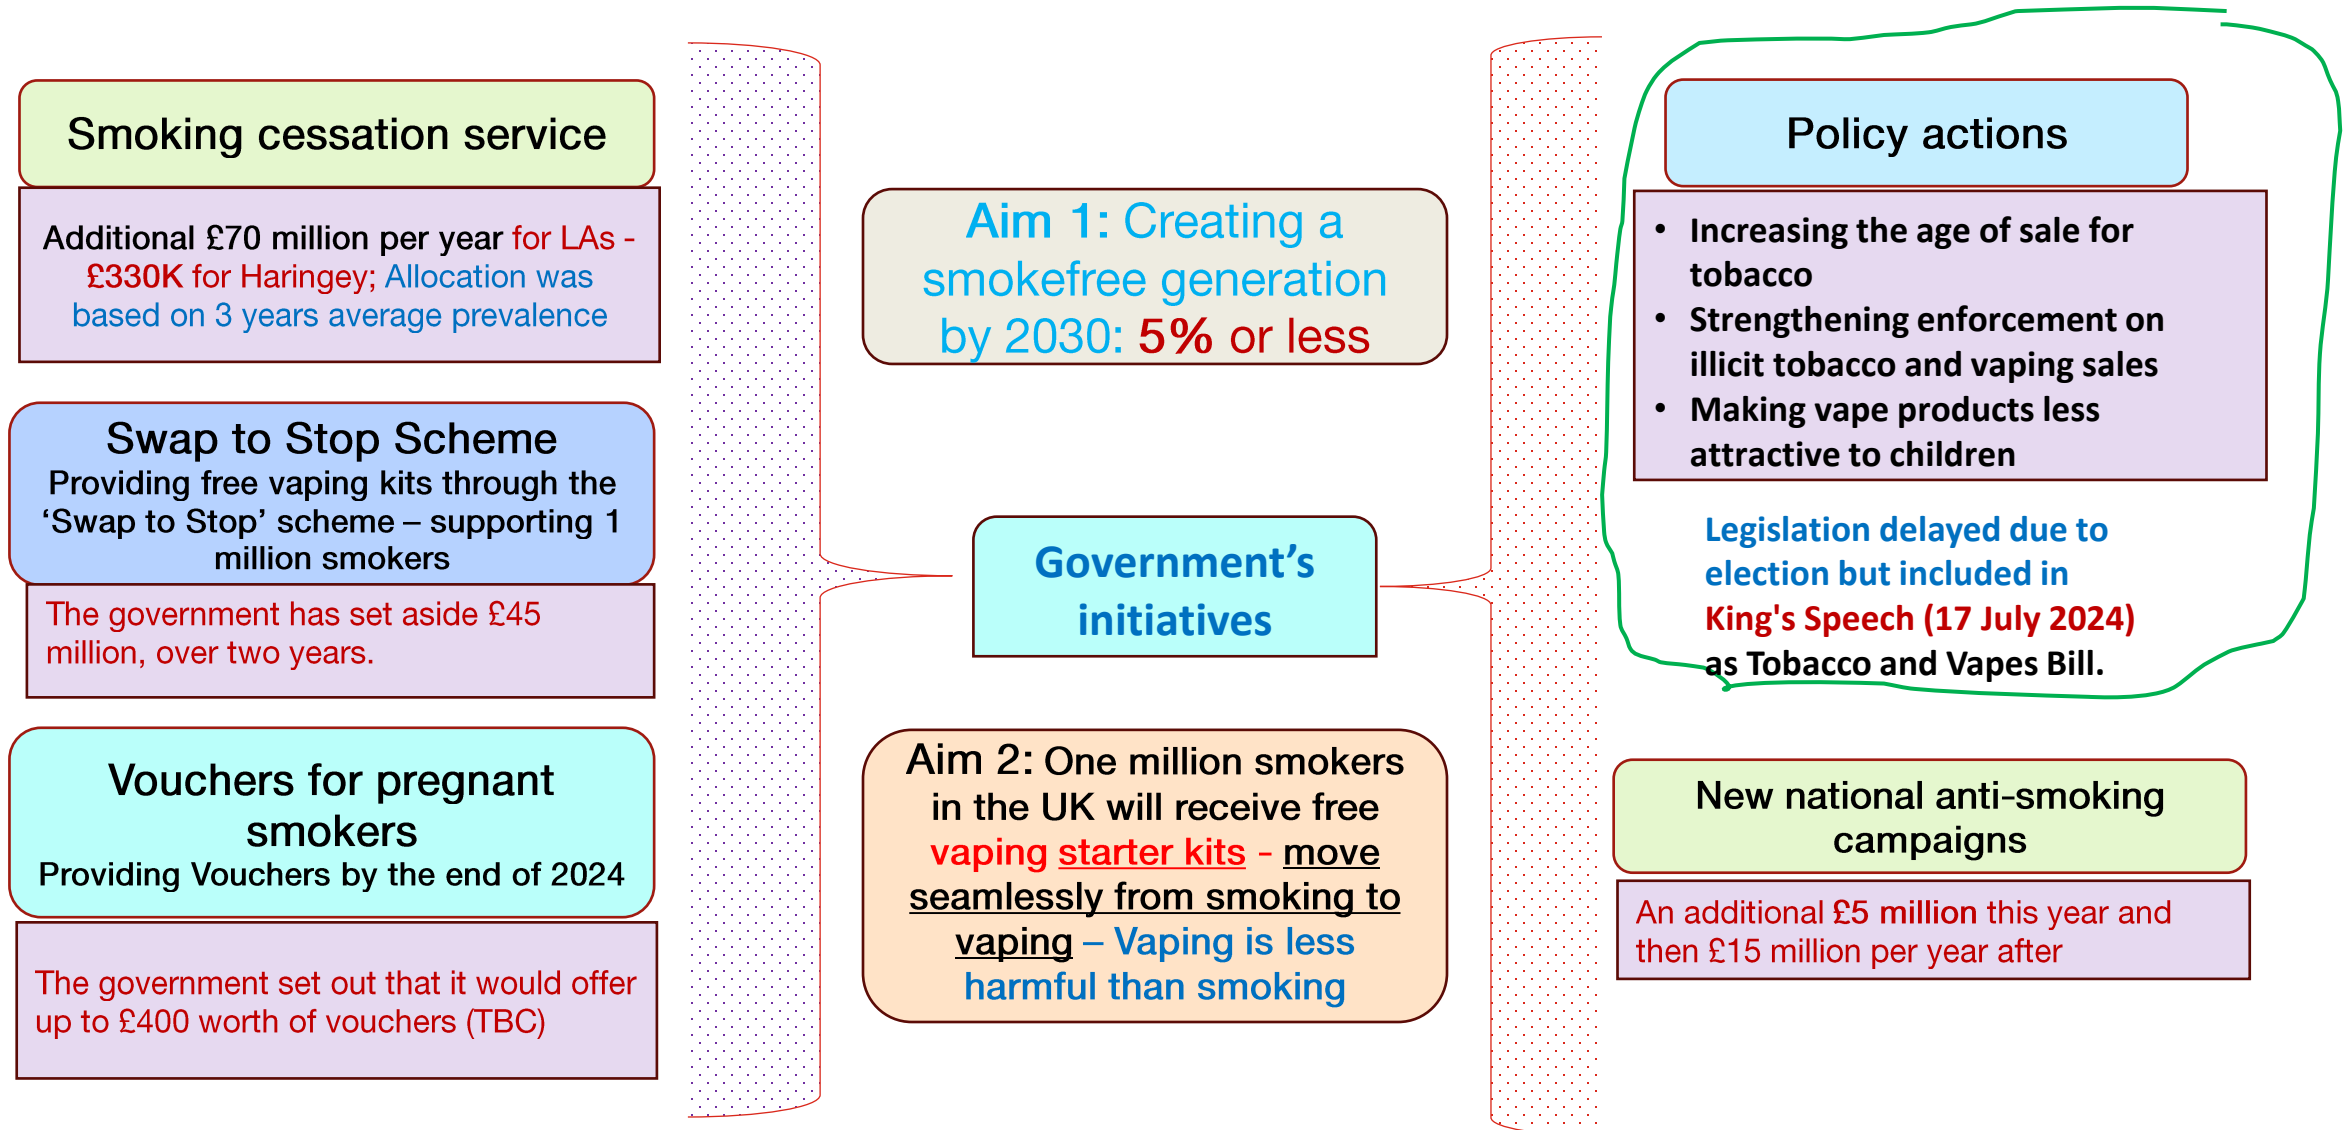 Smoking cessation service
Additional £70 million per year for LAs -
£330K for Haringey; Allocation was
based on 3 years average prevalence
Swap to Stop Scheme
Providing free vaping kits through the
‘Swap to Stop’ scheme – supporting 1
million smokers
The government has set aside £45
million, over two years.
Vouchers for pregnant
smokers
Providing Vouchers by the end of 2024
The government set out that it would offer
up to £400 worth of vouchers (TBC)
Aim 1: Creating a
smokefree generation
by 2030: 5% or less
Government’s
initiatives
Aim 2: One million smokers
in the UK will receive free
vaping starter kits - move
seamlessly from smoking to
vaping – Vaping is less
harmful than smoking
Policy actions
• Increasing the age of sale for
tobacco
• Strengthening enforcement on
illicit tobacco and vaping sales
• Making vape products less
attractive to children
Legislation delayed due to
election but included in
King's Speech (17 July 2024)
as Tobacco and Vapes Bill.
New national anti-smoking
campaigns
An additional £5 million this year and
then £15 million per year after